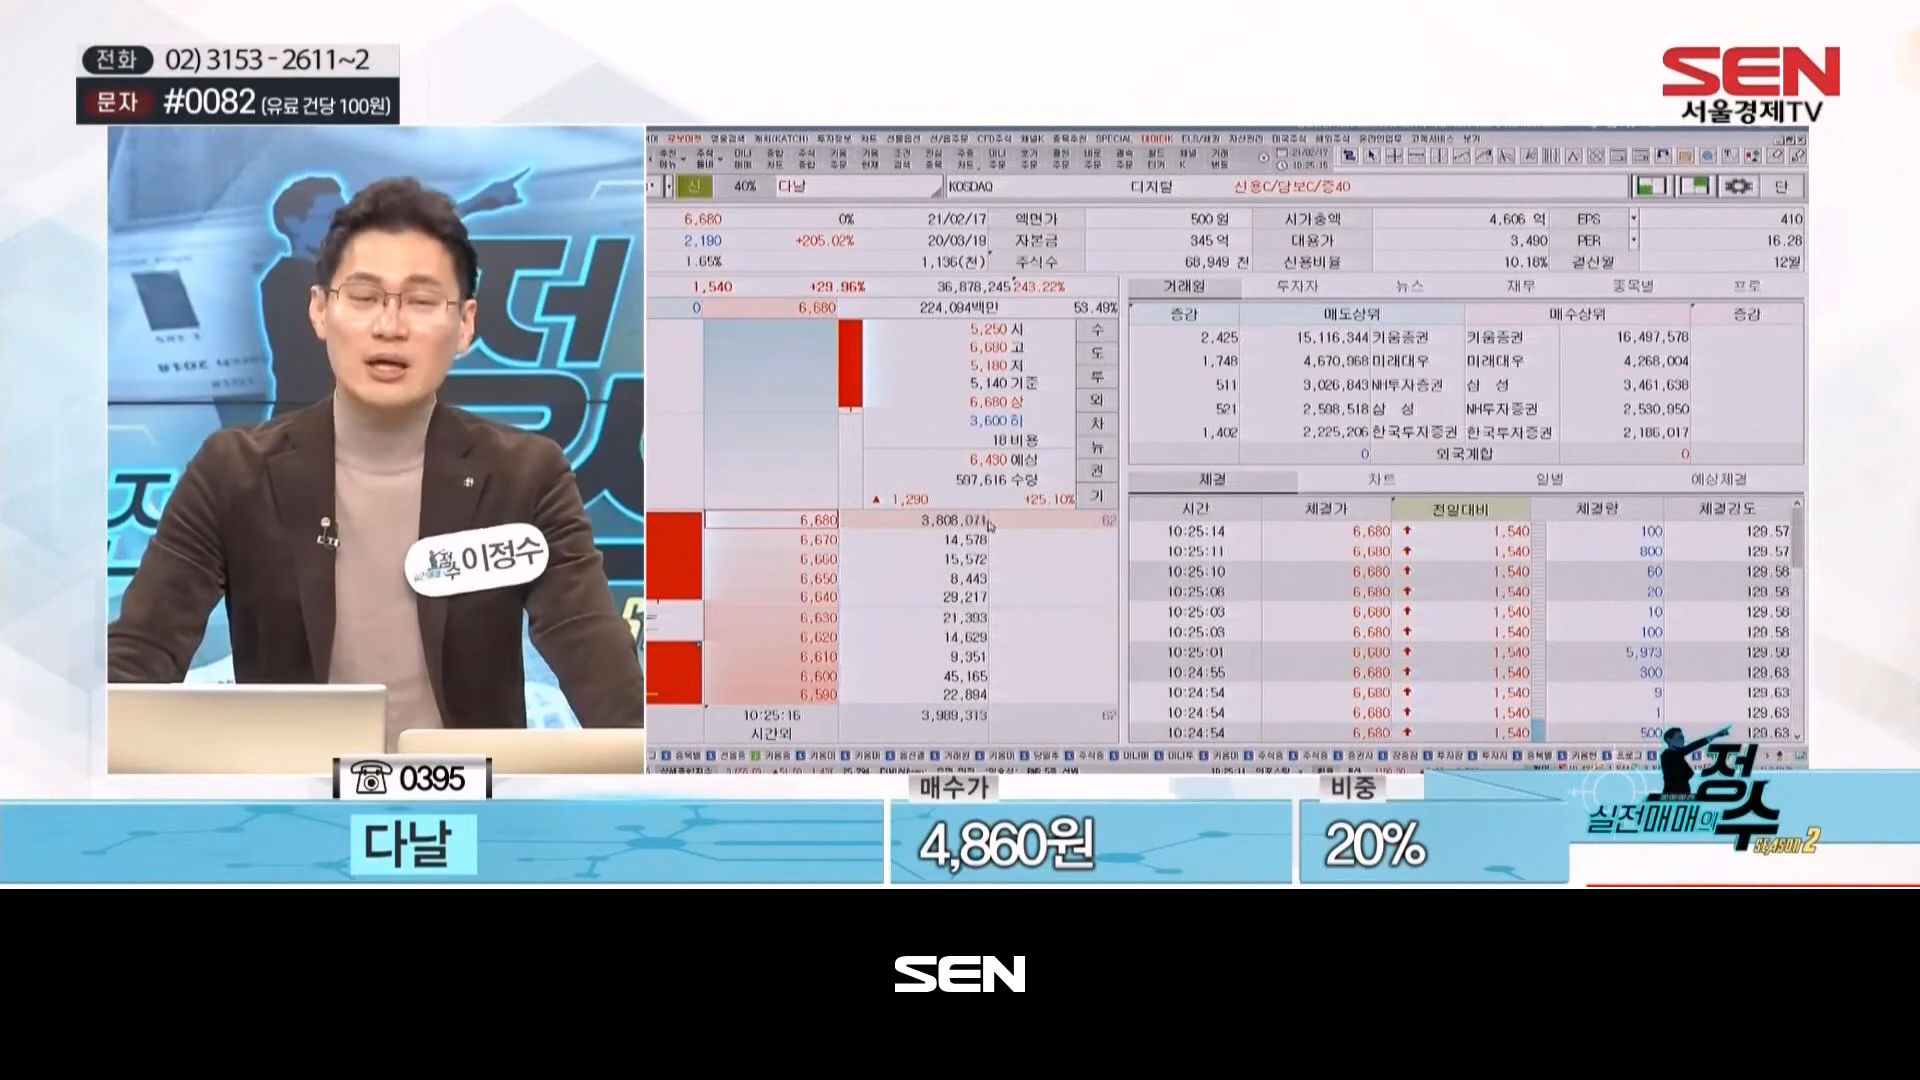 전화 02) 3153 - 2611~2
문자 #0082 (유료 건당 100원)
SEN
서울경제TV
신 40% 다날 KOSDAQ 디지털 신용C/담보C/증40 단
6,680 0% 21/02/17 액면가 500 원 시가총액 4,606 억 EPS 410
2,190 +205.02% 20/03/19 자본금 345 억 대용가 3,490 PER 16.28
1.65% 1,136(천) 주식수 68,949 천 신용비율 10.18% 결산월 12월
1,540 +29.96% 36,878,245 243.22%
0 6,680 224,094백만 53.49%
5,250 시
6,680 고
5,180 저
5,140 기준
6,680 상
3,600 하
18 비용
6,430 예상
597,616 수량
▲ 1,290 +25.10%
수
도
투
외
차
뉴
권
기
6,680 3,808,071 62
6,670 14,578
6,660 15,572
6,650 8,443
6,640 29,217
6,630 21,393
6,620 14,629
6,610 9,351
6,600 45,165
6,590 22,894
10:25:16 3,989,313 62
시간외
거래원 투자자 뉴스 재무 종목별 프로
증감 매도상위 매수상위 증감
2,425 15,116,344 키움증권 키움증권 16,497,578
1,748 4,670,968 미래대우 미래대우 4,268,004
511 3,026,843 NH투자증권 삼 성 3,461,638
521 2,598,518 삼 성 NH투자증권 2,530,950
1,402 2,225,206 한국투자증권 한국투자증권 2,186,017
0 외국계합 0
체결 차트 일별 예상체결
시간 체결가 전일대비 체결량 체결강도
10:25:14 6,680 1,540 100 129.57
10:25:11 6,680 1,540 800 129.57
10:25:10 6,680 1,540 60 129.58
10:25:08 6,680 1,540 20 129.58
10:25:03 6,680 1,540 10 129.58
10:25:03 6,680 1,540 100 129.58
10:25:01 6,680 1,540 5,973 129.58
10:24:55 6,680 1,540 300 129.63
10:24:54 6,680 1,540 9 129.63
10:24:54 6,680 1,540 1 129.63
10:24:54 6,680 1,540 500 129.63
이정수
0395
다날
매수가
4,860원
비중
20%
실전매매의 정수
SEASON 2
SEN